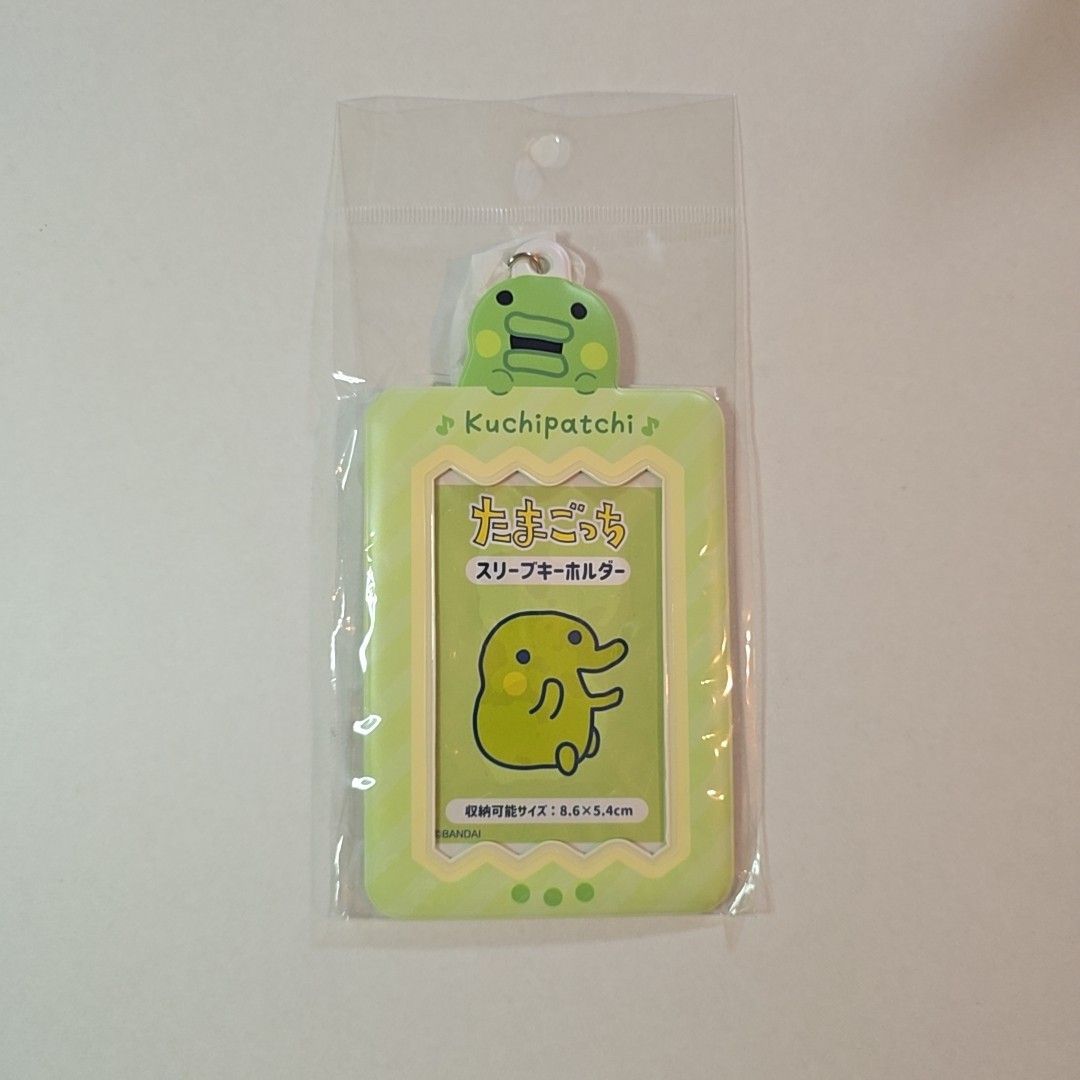 Kuchipatchi
たまごっち
スリーブキーホルダー
収納可能サイズ：8.6×5.4cm
©BANDAI